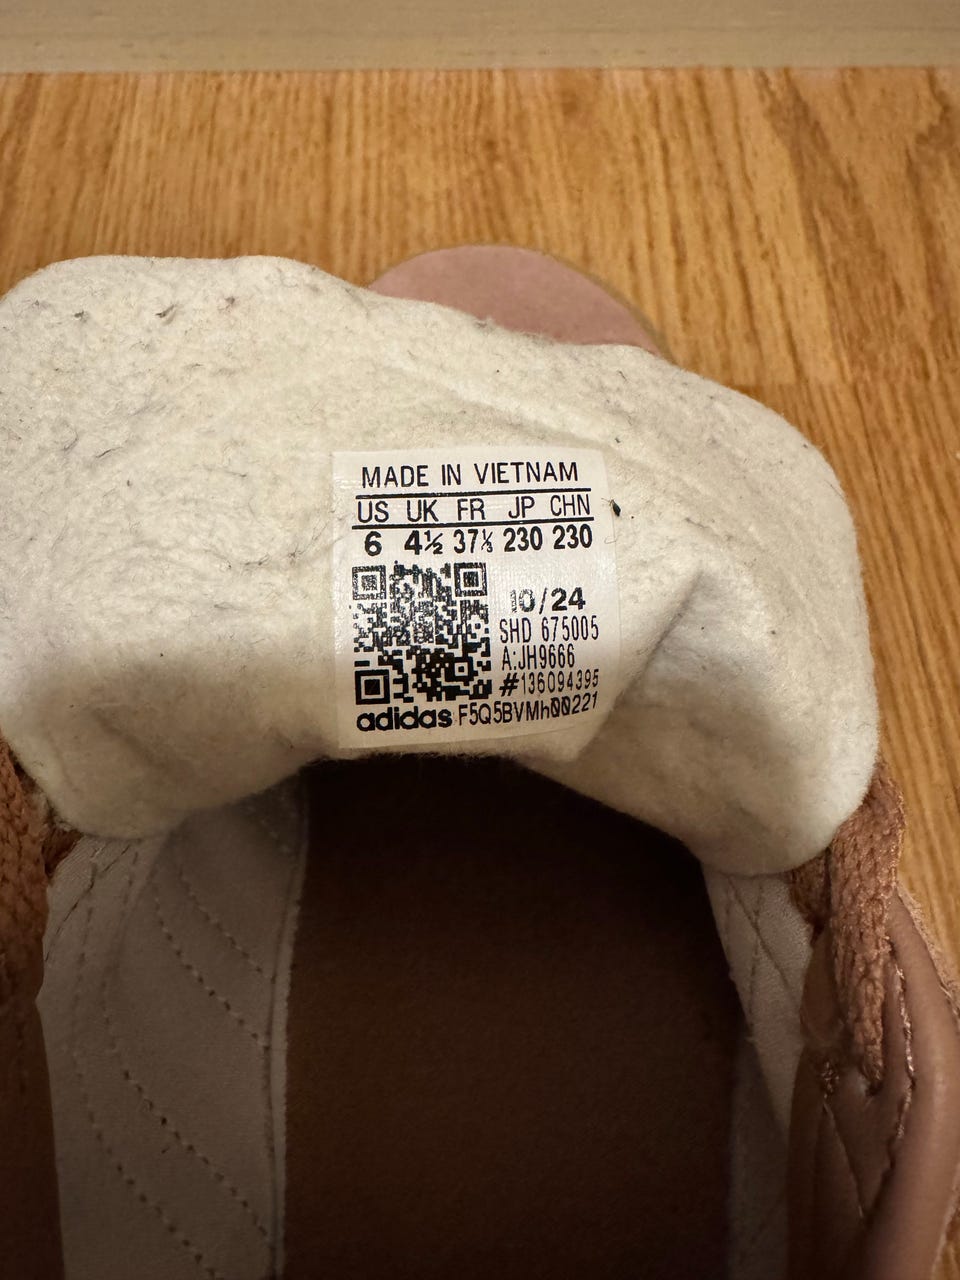 MADE IN VIETNAM
US UK FR JP CHN
6 4½ 37⅓ 230 230
10/24
SHD 675005
A:JH9666
#136094395
adidas F5Q5BVMh00221